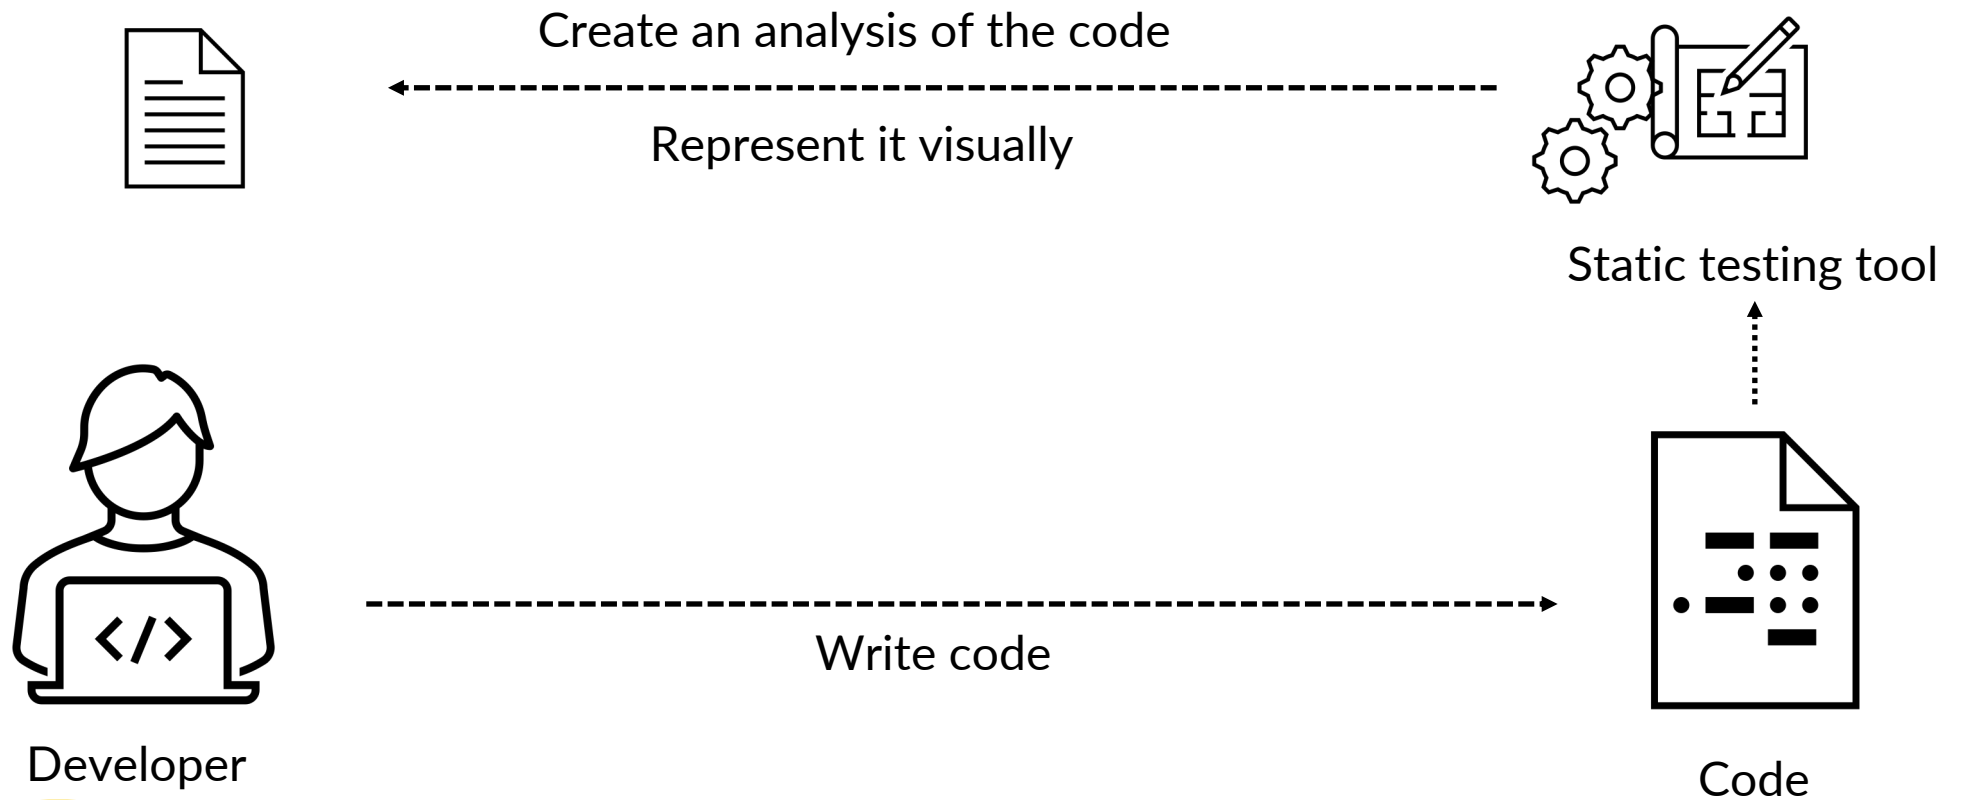 Create an analysis of the code
Represent it visually
Static testing tool
</>
Write code
Developer
Code